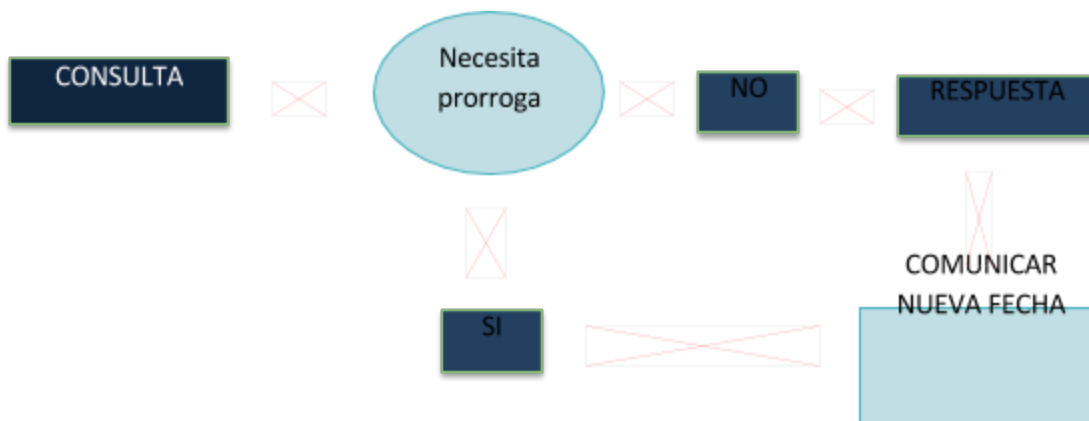 CONSULTA
Necesita
prorroga
NO
RESPUESTA
SI
COMUNICAR
NUEVA FECHA